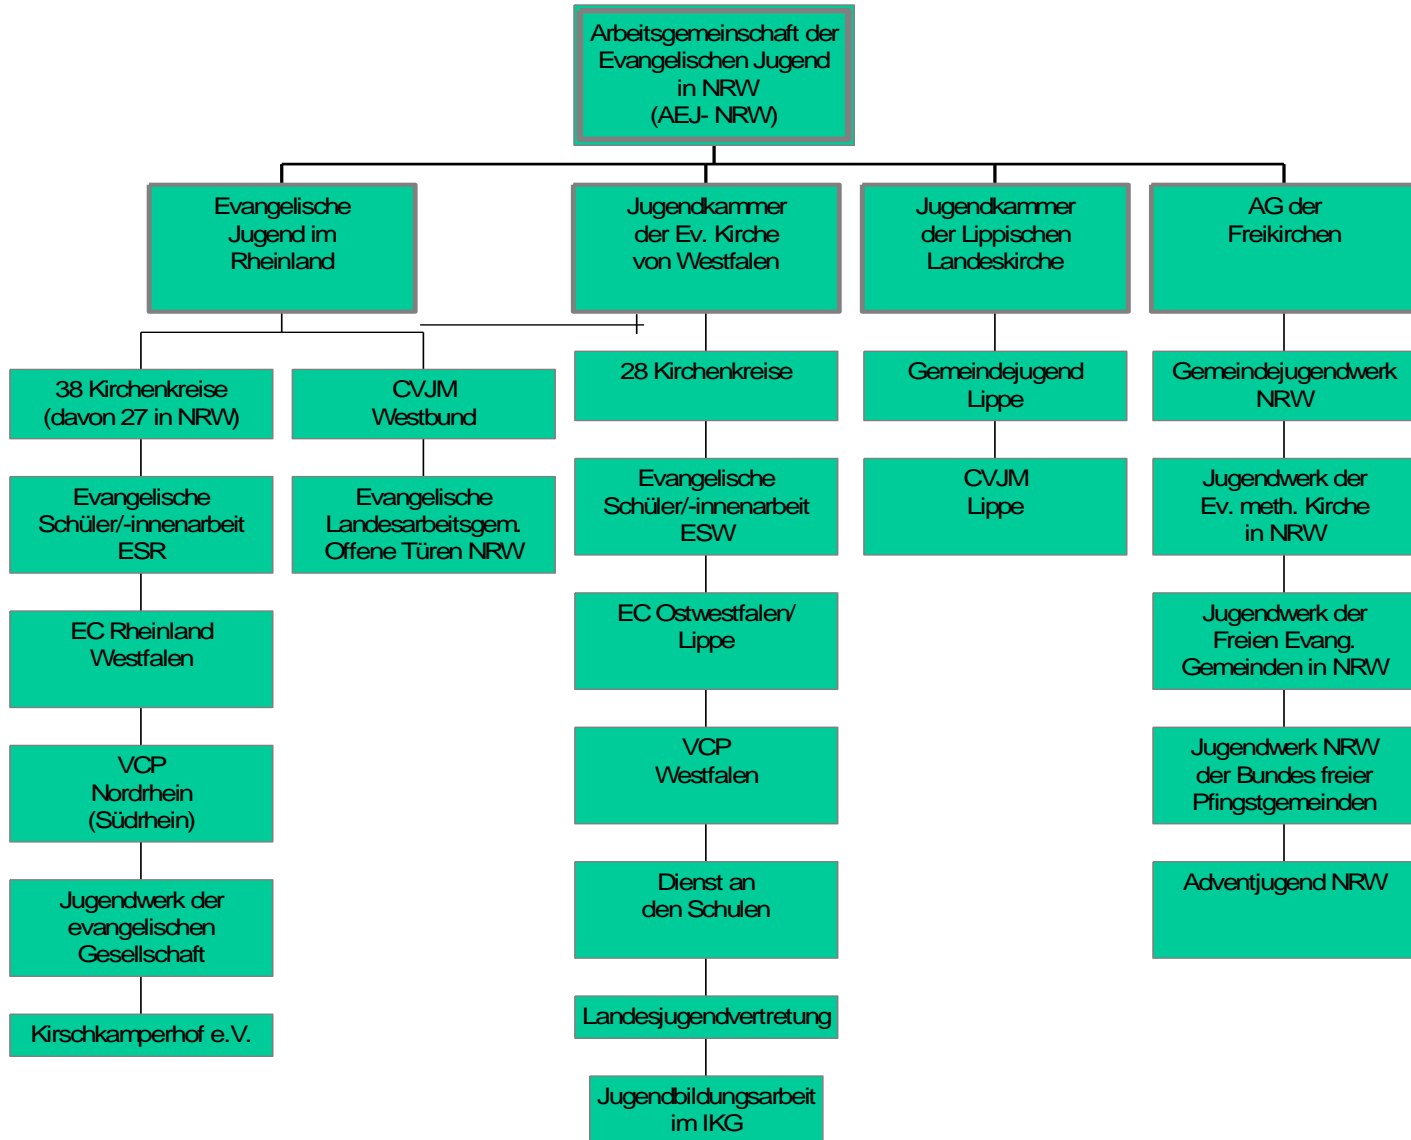 Arbeitsgemeinschaft der
Evangelischen Jugend
in NRW
(AEJ- NRW)
Evangelische
Jugend im
Rheinland
Jugendkammer
der Ev. Kirche
von Westfalen
Jugendkammer
der Lippischen
Landeskirche
AG der
Freikirchen
38 Kirchenkreise
(davon 27 in NRW)
Evangelische
Schüler/-innenarbeit
ESR
EC Rheinland
Westfalen
VCP
Nordrhein
(Südrhein)
Jugendwerk der
evangelischen
Gesellschaft
Kirschkamperhof e.V.
CVJM
Westbund
Evangelische
Landesarbeitsgem.
Offene Türen NRW
28 Kirchenkreise
Evangelische
Schüler/-innenarbeit
ESW
EC Ostwestfalen/
Lippe
VCP
Westfalen
Dienst an
den Schulen
Landesjugendvertretung
Jugendbildungsarbeit
im IKG
Gemeindejugend
Lippe
CVJM
Lippe
Gemeindejugendwerk
NRW
Jugendwerk der
Ev. meth. Kirche
in NRW
Jugendwerk der
Freien Evang.
Gemeinden in NRW
Jugendwerk NRW
der Bundes freier
Pfingstgemeinden
Adventjugend NRW